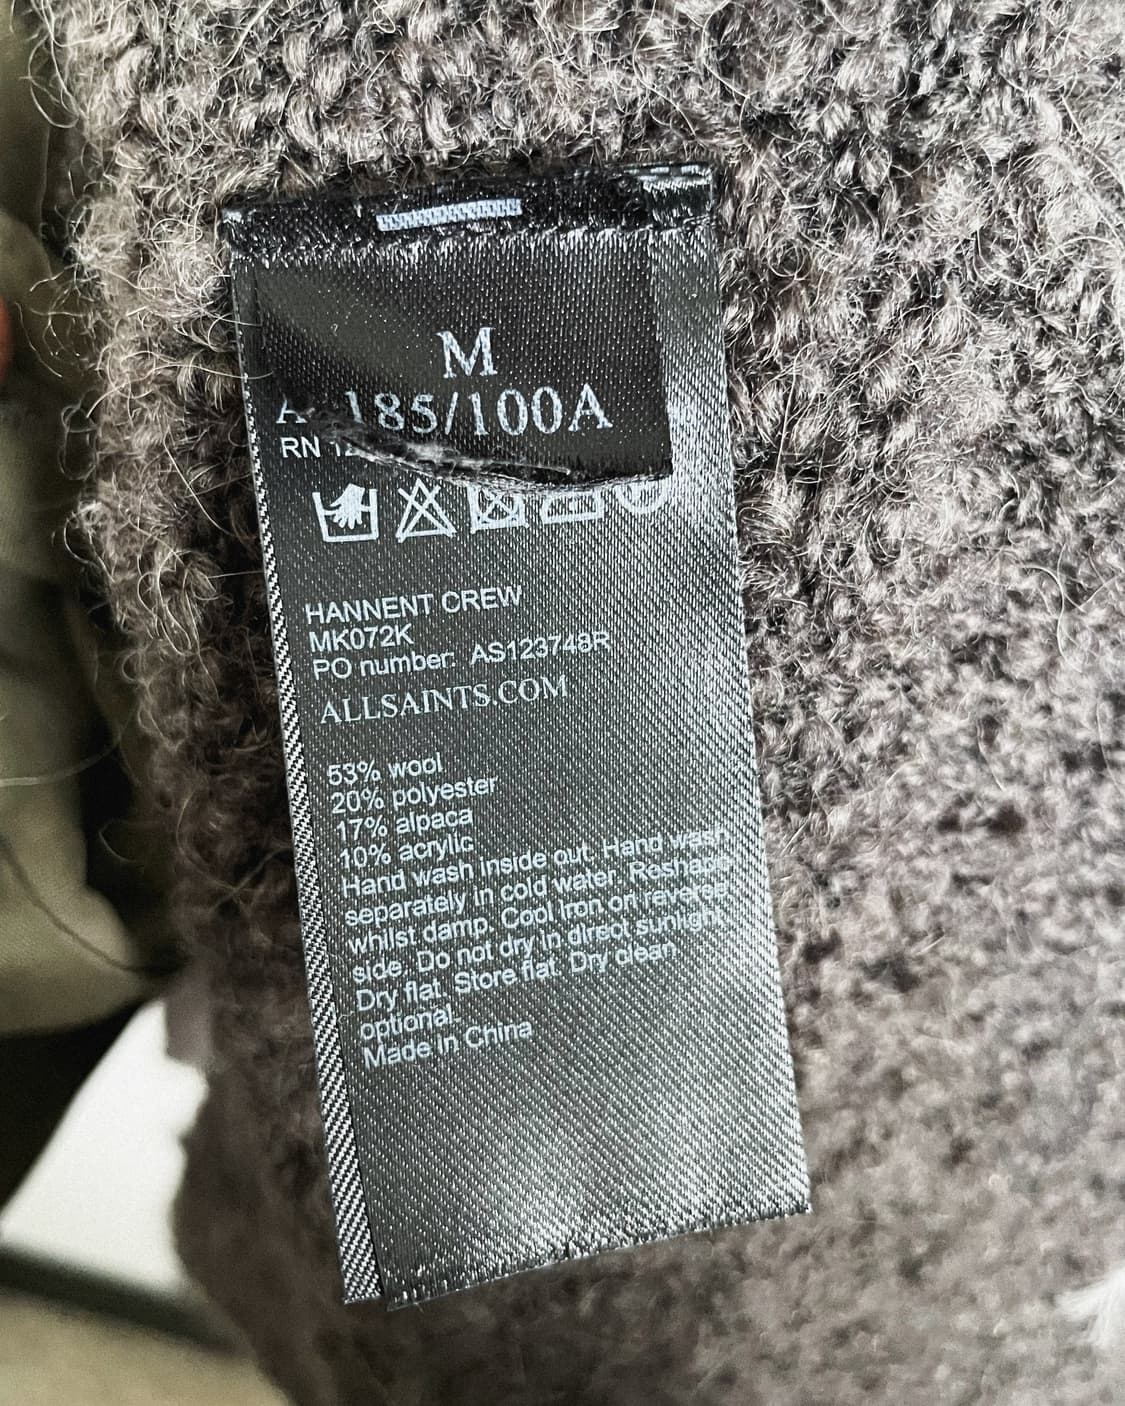 M
185/100A
RN
HANNENT CREW
MK072K
PO number: AS123748R
ALLSAINTS.COM
53% wool
20% polyester
17% alpaca
10% acrylic
Hand wash inside out. Hand wash
separately in cold water. Reshape
whilst damp. Cool iron on reverse
side. Do not dry in direct sunlight.
Dry flat. Store flat. Dry clean
optional.
Made in China